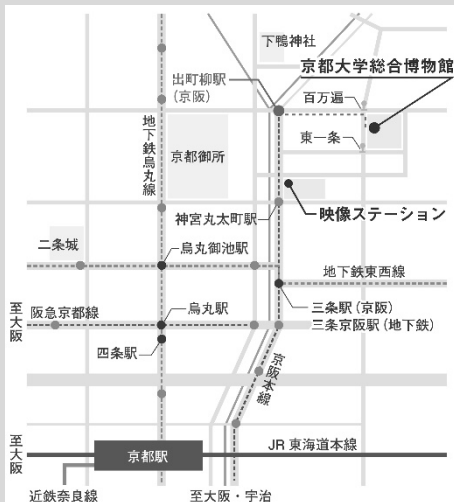 下鴨神社
京都大学総合博物館
出町柳駅
(京阪)
百万遍
地下鉄烏丸線
京都御所
東一条
神宮丸太町駅
映像ステーション
二条城
烏丸御池駅
地下鉄東西線
至大阪
阪急京都線
烏丸駅
三条駅(京阪)
三条京阪駅(地下鉄)
四条駅
京阪本線
至大阪
京都駅
JR東海道本線
近鉄奈良線
至大阪・宇治